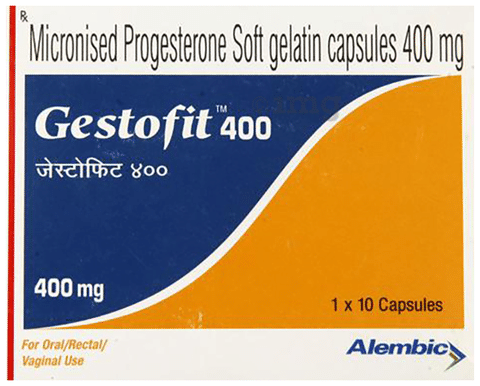 Rx
Micronised Progesterone Soft gelatin capsules 400 mg
Gestofit™ 400
जेस्टोफिट ४००
400 mg
1 x 10 Capsules
For Oral/Rectal/
Vaginal Use
Alembic